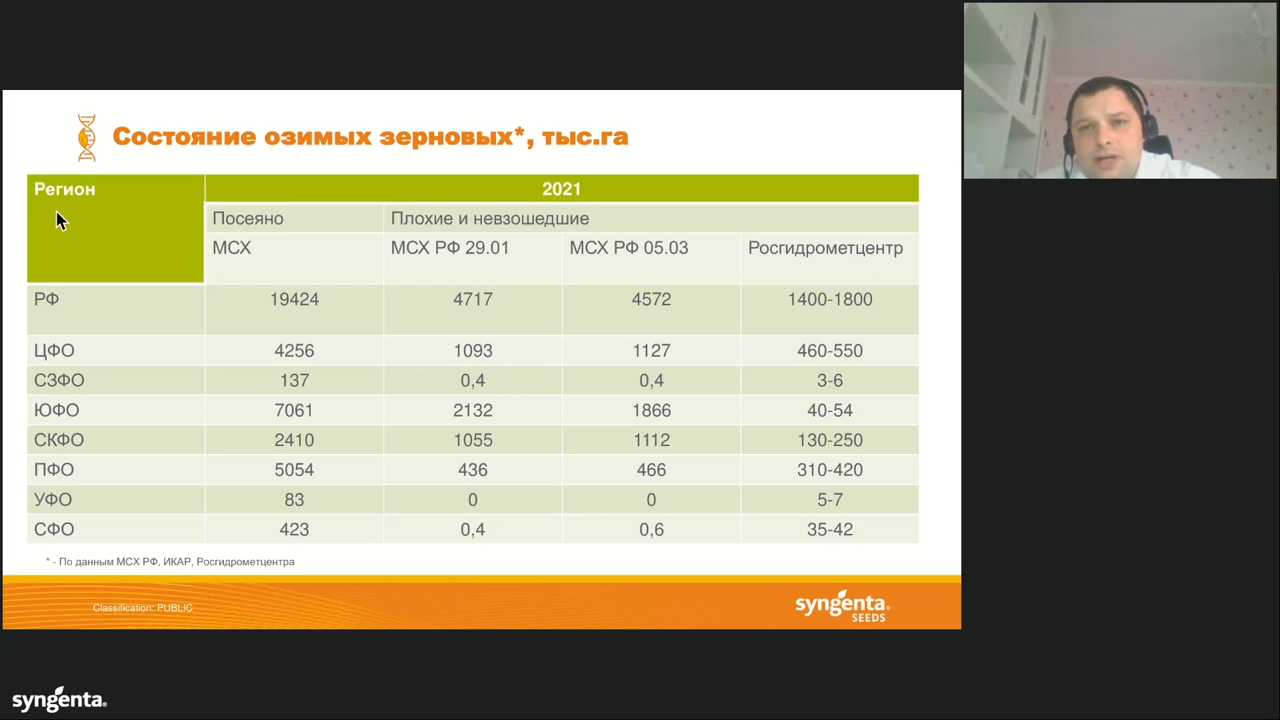 Состояние озимых зерновых*, тыс.га
Регион 2021
Посеяно Плохие и невзошедшие
МСХ МСХ РФ 29.01 МСХ РФ 05.03 Росгидрометцентр
РФ 19424 4717 4572 1400-1800
ЦФО 4256 1093 1127 460-550
СЗФО 137 0,4 0,4 3-6
ЮФО 7061 2132 1866 40-54
СКФО 2410 1055 1112 130-250
ПФО 5054 436 466 310-420
УФО 83 0 0 5-7
СФО 423 0,4 0,6 35-42
* - По данным МСХ РФ, ИКАР, Росгидрометцентра
Classification: PUBLIC
syngenta®
SEEDS
syngenta®